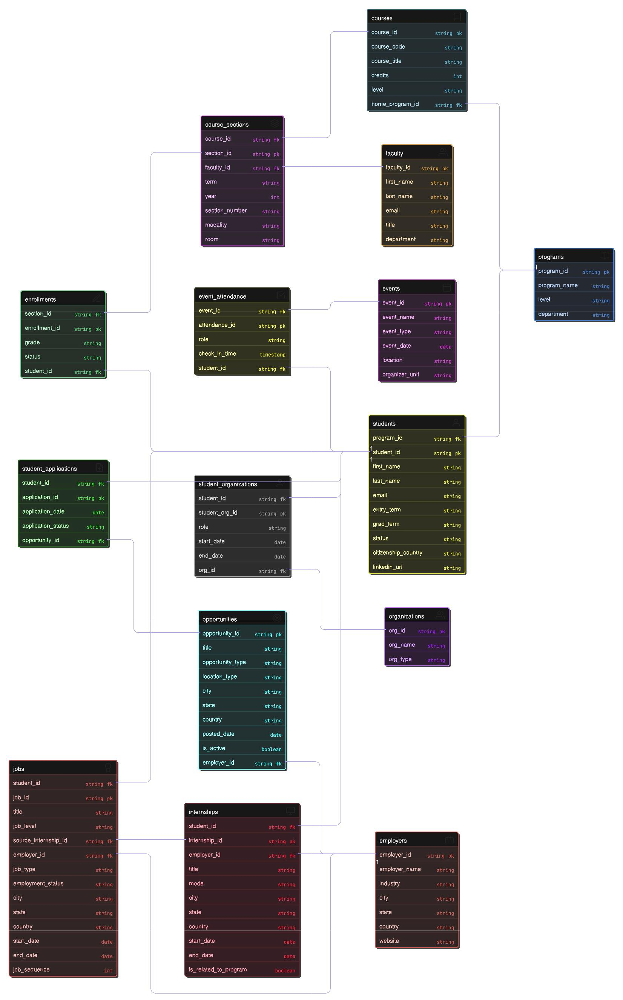 courses
course_id string pk
course_code string
course_title string
credits int
level string
home_program_id string fk
course_sections
course_id string fk
section_id string pk
faculty_id string fk
term string
year int
section_number string
modality string
room string
faculty
faculty_id string pk
first_name string
last_name string
email string
title string
department string
programs
1
program_id string pk
program_name string
level string
department string
enrollments
section_id string fk
enrollment_id string pk
grade string
status string
student_id string fk
event_attendance
event_id string fk
attendance_id string pk
role string
check_in_time timestamp
student_id string fk
events
event_id string pk
event_name string
event_type string
event_date date
location string
organizer_unit string
students
program_id string fk
1
student_id string pk
1
first_name string
last_name string
email string
entry_term string
grad_term string
status string
citizenship_country string
linkedin_url string
student_applications
student_id string fk
application_id string pk
application_date date
application_status string
opportunity_id string fk
student_organizations
student_id string fk
student_org_id string pk
role string
start_date date
end_date date
org_id string fk
opportunities
opportunity_id string pk
title string
opportunity_type string
location_type string
city string
state string
country string
posted_date date
is_active boolean
employer_id string fk
organizations
org_id string pk
org_name string
org_type string
jobs
student_id string fk
job_id string pk
title string
job_level string
source_internship_id string fk
employer_id string fk
job_type string
employment_status string
city string
state string
country string
start_date date
end_date date
job_sequence int
internships
student_id string fk
internship_id string pk
employer_id string fk
title string
mode string
city string
state string
country string
start_date date
end_date date
is_related_to_program boolean
employers
employer_id string pk
1
employer_name string
industry string
city string
state string
country string
website string